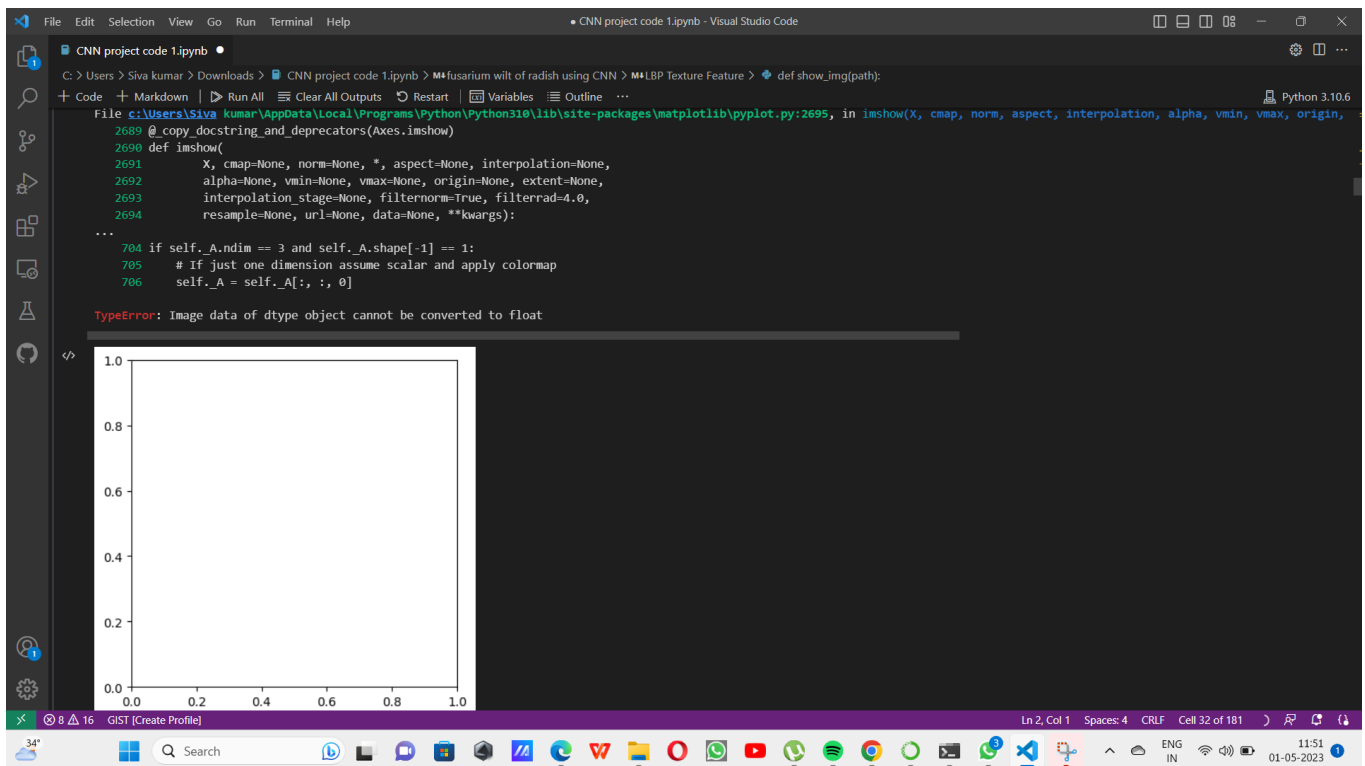 File Edit Selection View Go Run Terminal Help ● CNN project code 1.ipynb - Visual Studio Code
CNN project code 1.ipynb ●
C: > Users > Siva kumar > Downloads > CNN project code 1.ipynb > M↓fusarium wilt of radish using CNN > M↓LBP Texture Feature > def show_img(path):
+ Code + Markdown | Run All Clear All Outputs Restart | Variables Outline ... Python 3.10.6
File c:\Users\Siva kumar\AppData\Local\Programs\Python\Python310\lib\site-packages\matplotlib\pyplot.py:2695, in imshow(X, cmap, norm, aspect, interpolation, alpha, vmin, vmax, origin,
2689 @_copy_docstring_and_deprecators(Axes.imshow)
2690 def imshow(
2691 X, cmap=None, norm=None, *, aspect=None, interpolation=None,
2692 alpha=None, vmin=None, vmax=None, origin=None, extent=None,
2693 interpolation_stage=None, filternorm=True, filterrad=4.0,
2694 resample=None, url=None, data=None, **kwargs):
...
704 if self._A.ndim == 3 and self._A.shape[-1] == 1:
705 # If just one dimension assume scalar and apply colormap
706 self._A = self._A[:, :, 0]
TypeError: Image data of dtype object cannot be converted to float
1.0
0.8
0.6
0.4
0.2
0.0
0.0 0.2 0.4 0.6 0.8 1.0
8 16 GIST [Create Profile] Ln 2, Col 1 Spaces: 4 CRLF Cell 32 of 181
34° Search 3 ENG 11:51
IN 01-05-2023 1